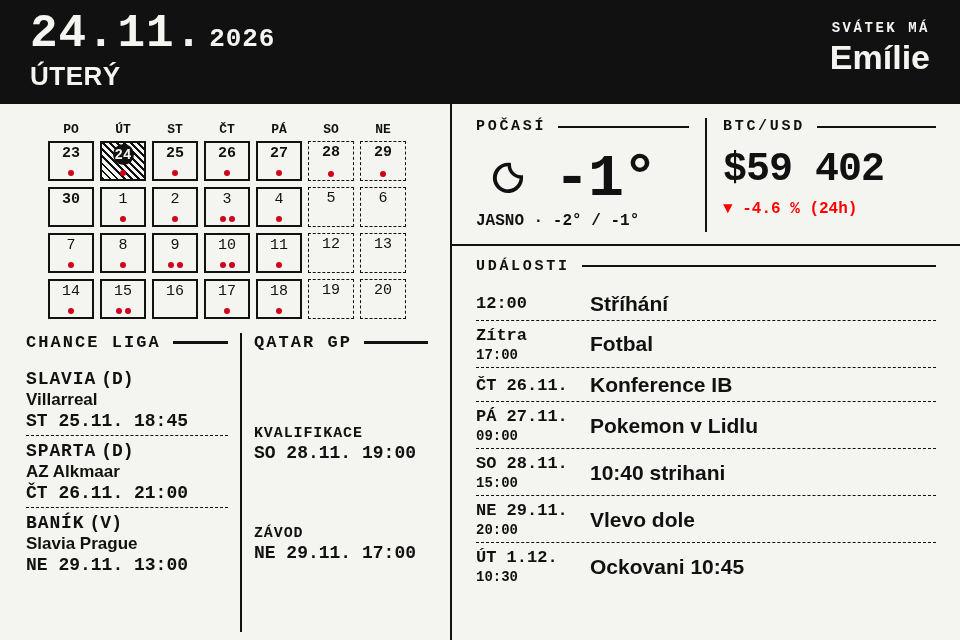 24.11. 2026
ÚTERÝ
SVÁTEK MÁ
Emílie
PO ÚT ST ČT PÁ SO NE
23 24 25 26 27 28 29
30 1 2 3 4 5 6
7 8 9 10 11 12 13
14 15 16 17 18 19 20
CHANCE LIGA
SLAVIA (D)
Villarreal
ST 25.11. 18:45
SPARTA (D)
AZ Alkmaar
ČT 26.11. 21:00
BANÍK (V)
Slavia Prague
NE 29.11. 13:00
QATAR GP
KVALIFIKACE
SO 28.11. 19:00
ZÁVOD
NE 29.11. 17:00
POČASÍ
-1°
JASNO · -2° / -1°
BTC/USD
$59 402
▼ -4.6 % (24h)
UDÁLOSTI
12:00 Stříhání
Zítra
17:00
Fotbal
ČT 26.11. Konference IB
PÁ 27.11.
09:00
Pokemon v Lidlu
SO 28.11.
15:00
10:40 strihani
NE 29.11.
20:00
Vlevo dole
ÚT 1.12.
10:30
Ockovani 10:45